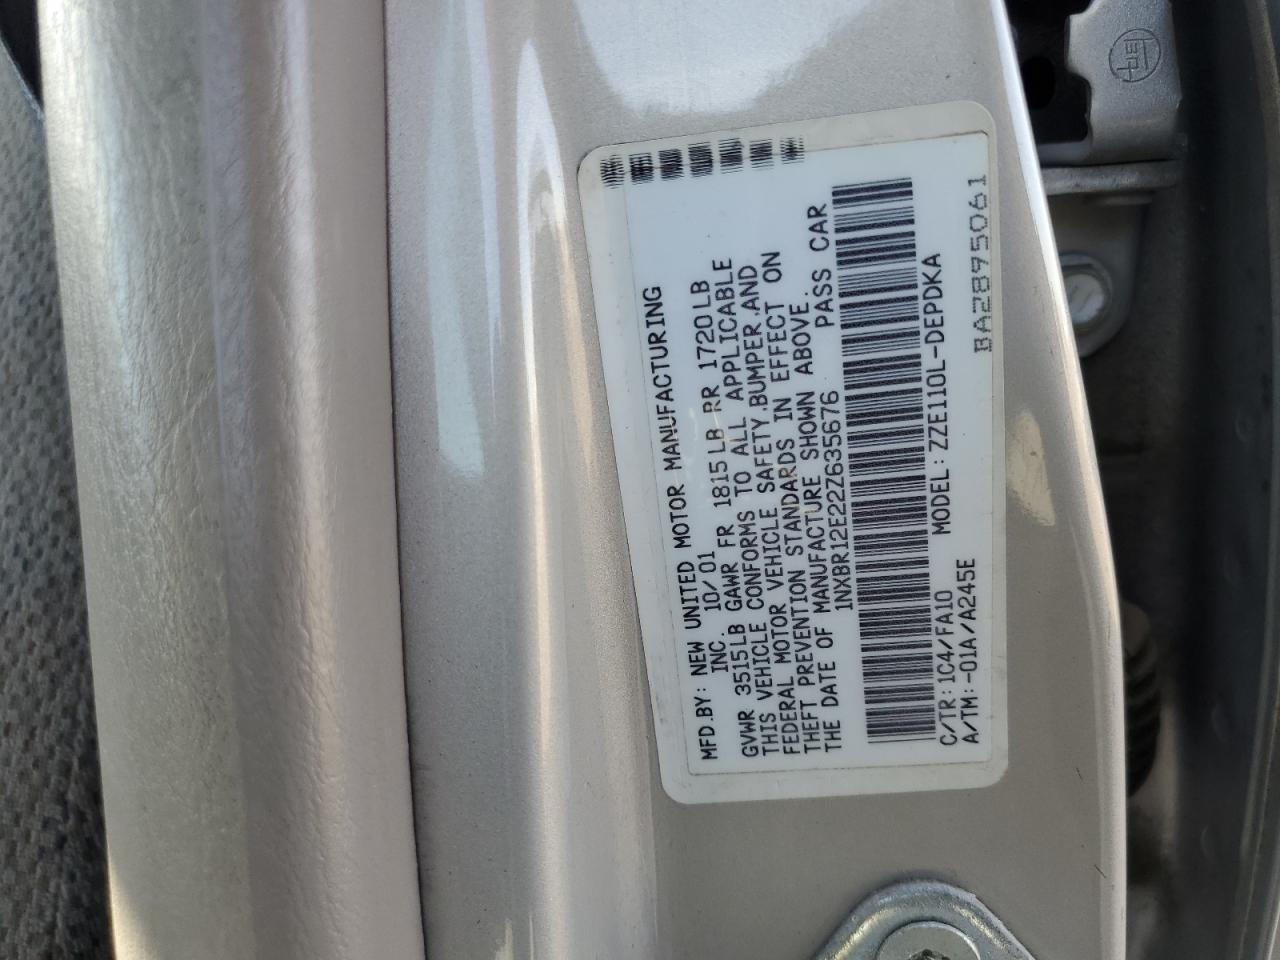 MFD.BY: NEW UNITED MOTOR MANUFACTURING
INC. 10/01
GVWR 3515LB GAWR FR 1815LB RR 1720LB
THIS VEHICLE CONFORMS TO ALL APPLICABLE
FEDERAL MOTOR VEHICLE SAFETY,BUMPER,AND
THEFT PREVENTION STANDARDS IN EFFECT ON
THE DATE OF MANUFACTURE SHOWN ABOVE.
1NXBR12E22Z635676 PASS CAR
C/TR:1C4/FA10 MODEL:ZZE110L-DEPDKA
A/TM:-01A/A245E
BA2895061